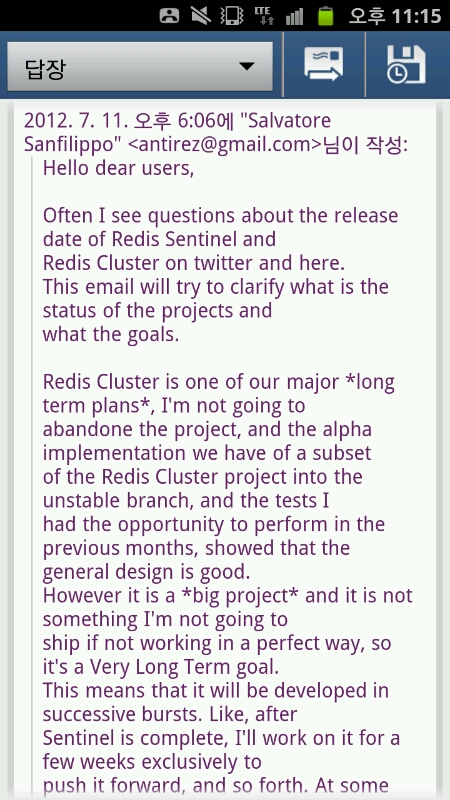 LTE 오후 11:15
답장
2012. 7. 11. 오후 6:06에 "Salvatore
Sanfilippo" <antirez@gmail.com>님이 작성:
Hello dear users,
Often I see questions about the release
date of Redis Sentinel and
Redis Cluster on twitter and here.
This email will try to clarify what is the
status of the projects and
what the goals.
Redis Cluster is one of our major *long
term plans*, I'm not going to
abandone the project, and the alpha
implementation we have of a subset
of the Redis Cluster project into the
unstable branch, and the tests I
had the opportunity to perform in the
previous months, showed that the
general design is good.
However it is a *big project* and it is not
something I'm not going to
ship if not working in a perfect way, so
it's a Very Long Term goal.
This means that it will be developed in
successive bursts. Like, after
Sentinel is complete, I'll work on it for a
few weeks exclusively to
push it forward, and so forth. At some